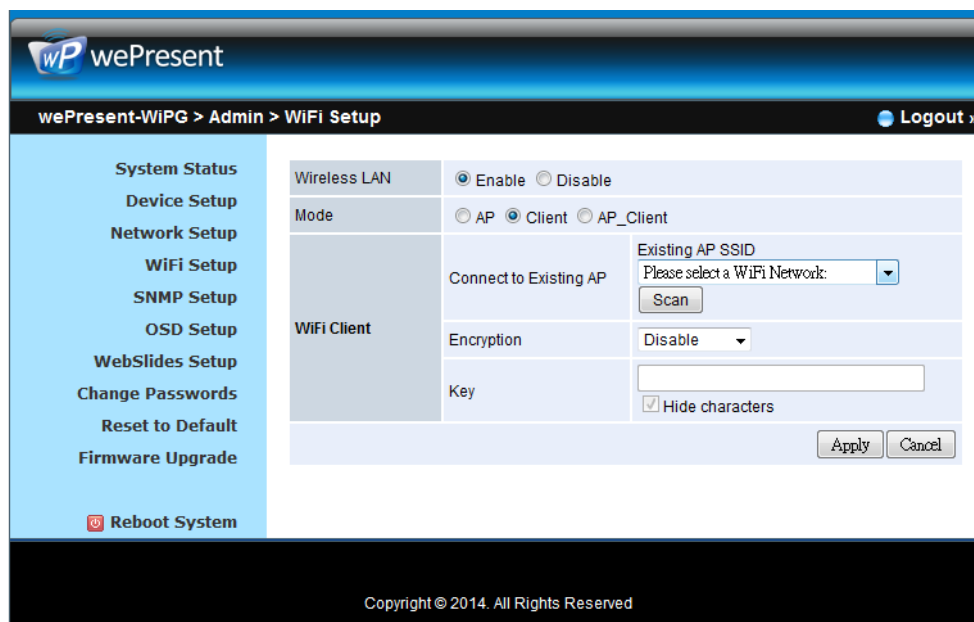 wP wePresent
wePresent-WiPG > Admin > WiFi Setup
Logout »
System Status
Device Setup
Network Setup
WiFi Setup
SNMP Setup
OSD Setup
WebSlides Setup
Change Passwords
Reset to Default
Firmware Upgrade
Reboot System
Wireless LAN
Enable Disable
Mode
AP Client AP_Client
WiFi Client
Connect to Existing AP
Existing AP SSID
Please select a WiFi Network:
Scan
Encryption
Disable
Key
Hide characters
Apply Cancel
Copyright © 2014. All Rights Reserved